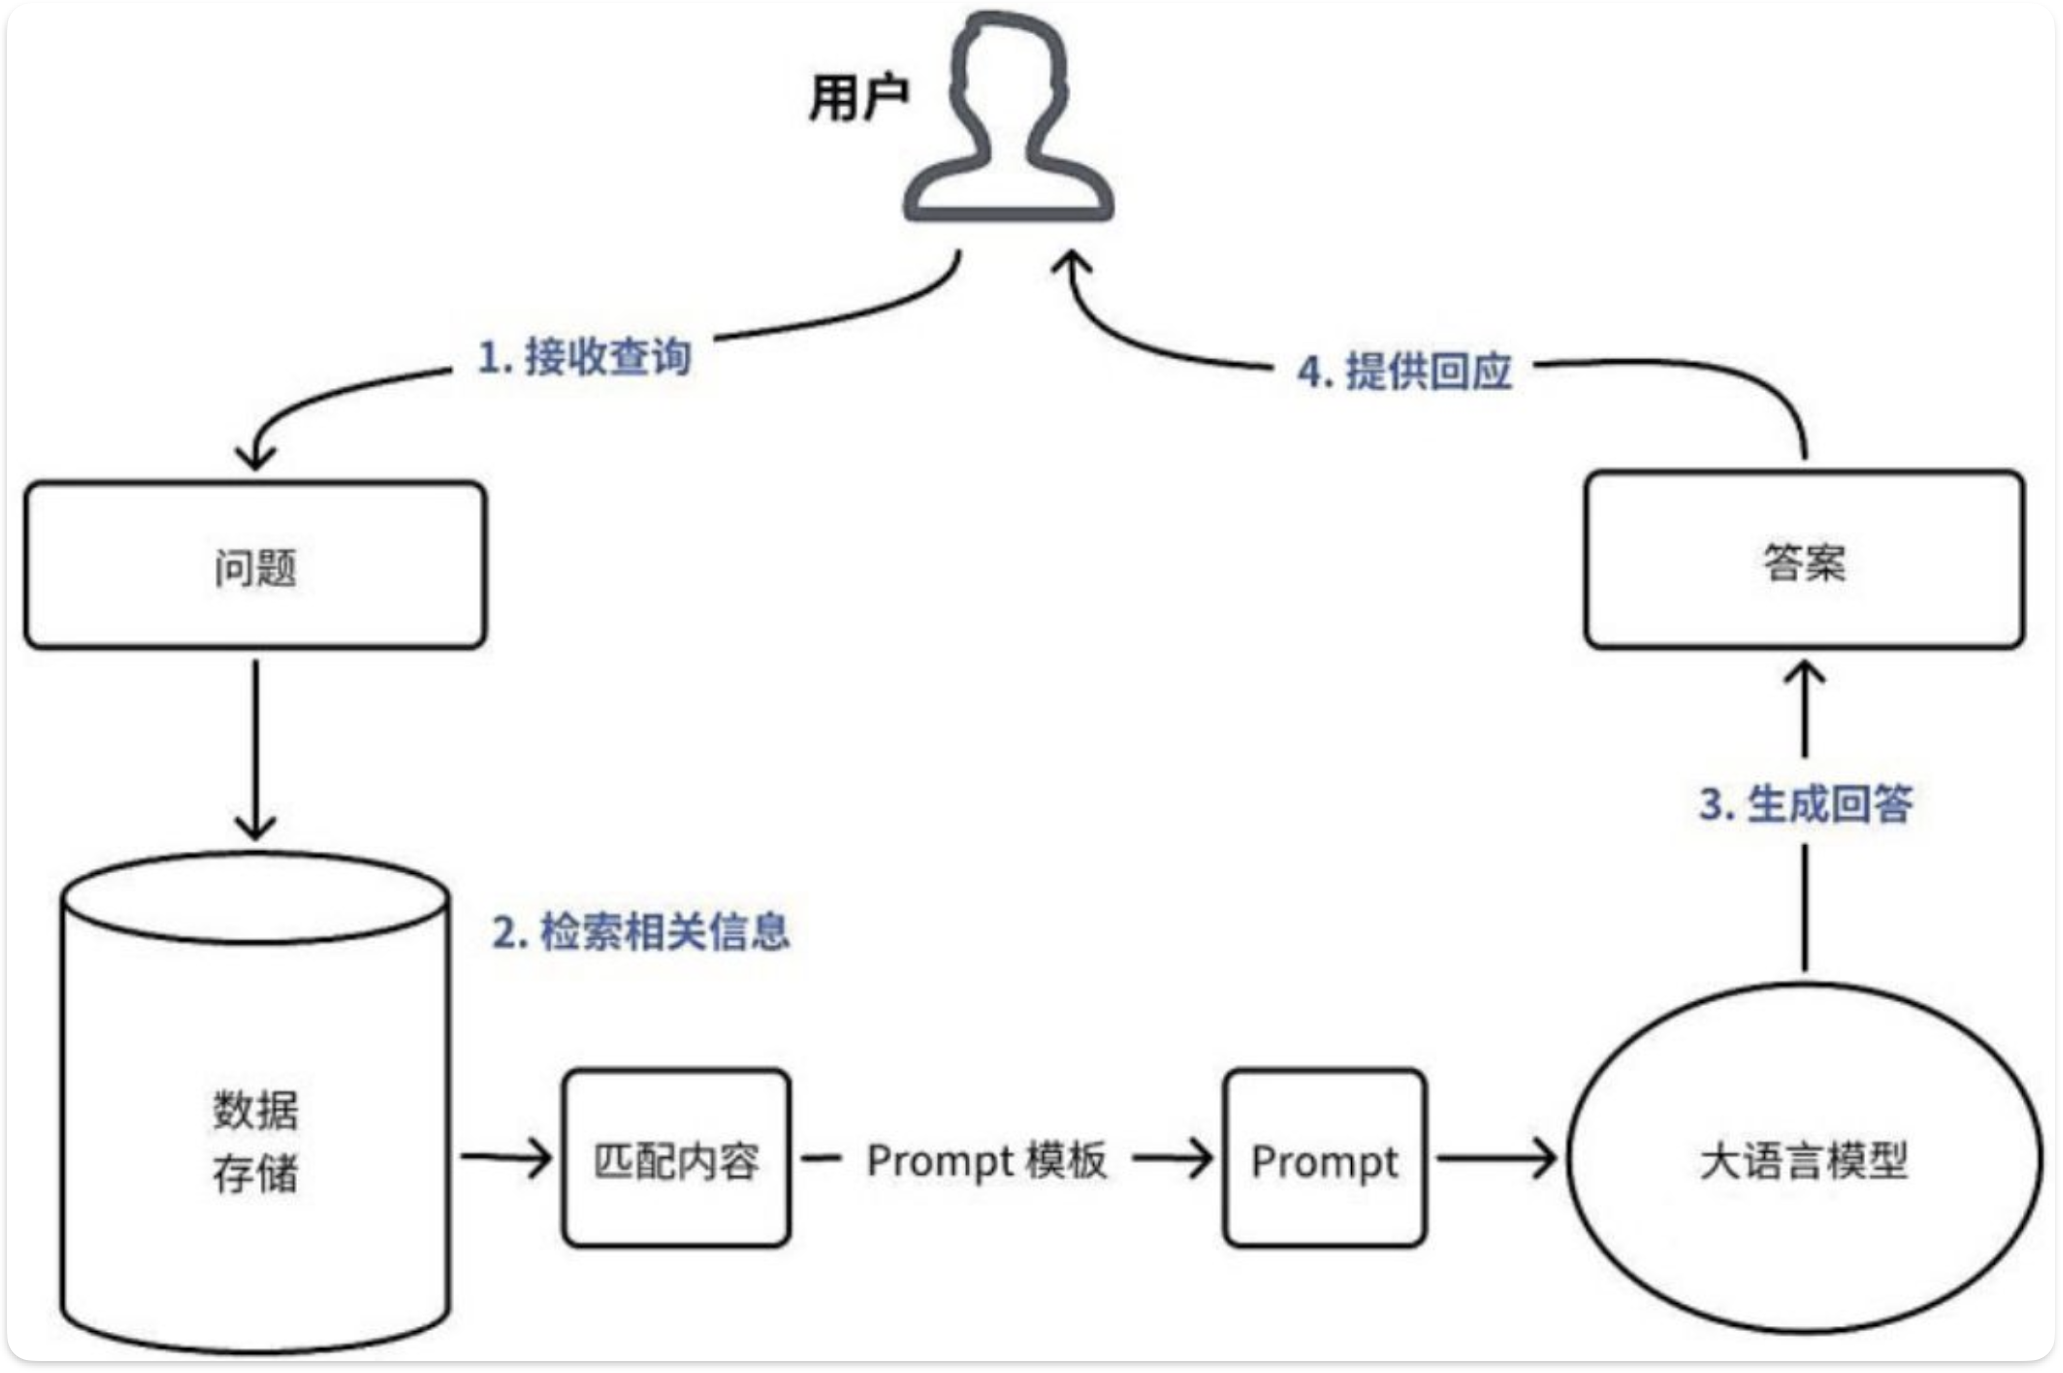 用户
1. 接收查询
4. 提供回应
问题
答案
3. 生成回答
2. 检索相关信息
数据
存储
匹配内容
Prompt 模板
Prompt
大语言模型